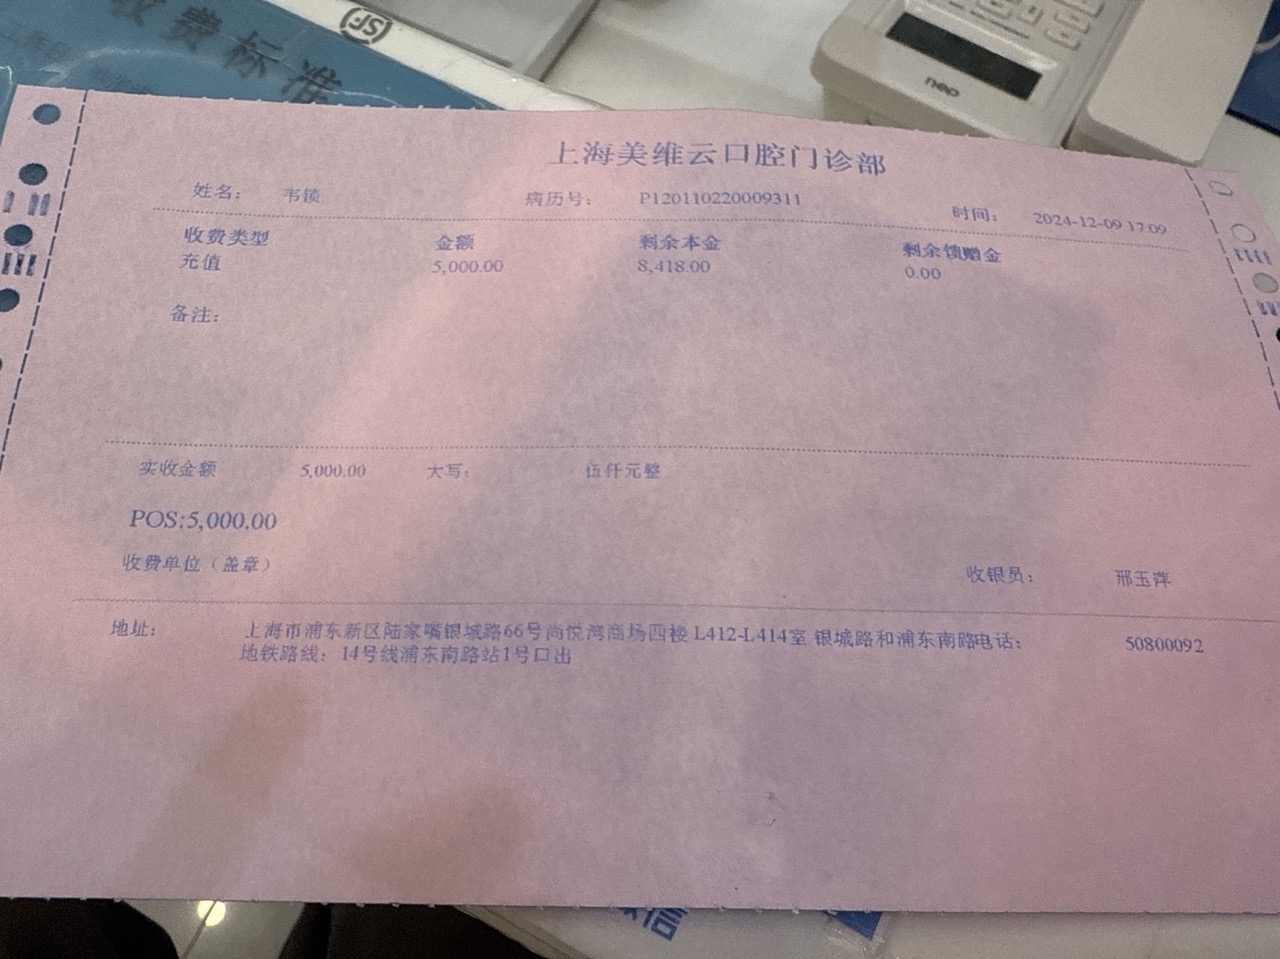 收费标准
上海美维云口腔门诊部
姓名： 韦锁 病历号： P120110220009311 时间： 2024-12-09 17:09
收费类型 金额 剩余本金 剩余馈赠金
充值 5,000.00 8,418.00 0.00
备注：
实收金额 5,000.00 大写： 伍仟元整
POS:5,000.00
收费单位（盖章）
收银员： 邢玉萍
地址： 上海市浦东新区陆家嘴银城路66号尚悦湾商场四楼 L412-L414室 银城路和浦东南路电话： 50800092
地铁路线：14号线浦东南路站1号口出